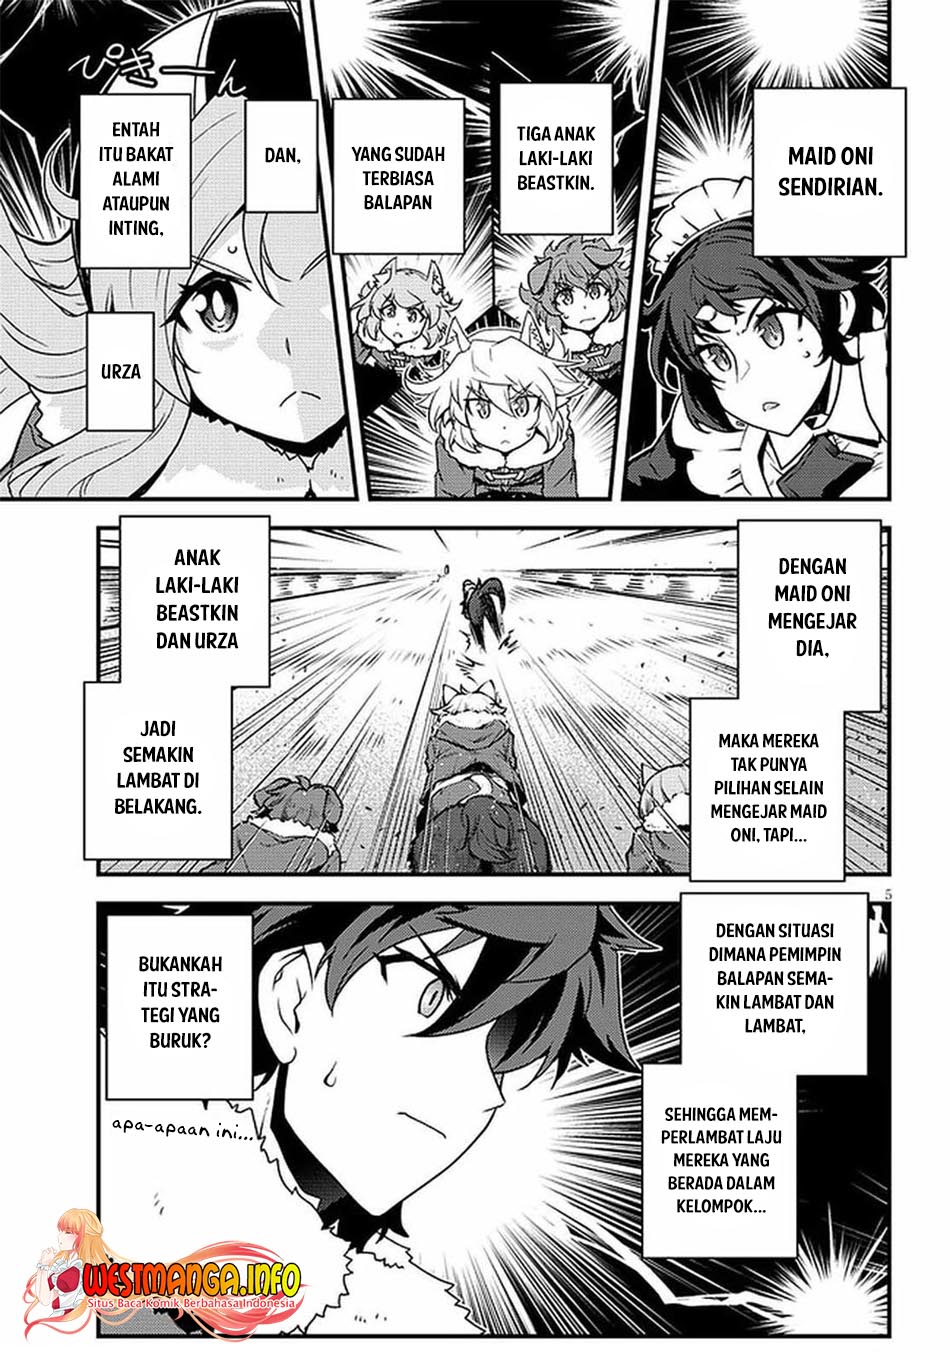 MAID ONI
SENDIRIAN.
TIGA ANAK
LAKI-LAKI
BEASTKIN.
YANG SUDAH
TERBIASA
BALAPAN
DAN,
ENTAH
ITU BAKAT
ALAMI
ATAUPUN
INTING,
URZA
ぴきーーん
DENGAN
MAID ONI
MENGEJAR
DIA,
MAKA MEREKA
TAK PUNYA
PILIHAN SELAIN
MENGEJAR MAID
ONI, TAPI...
ANAK
LAKI-LAKI
BEASTKIN
DAN URZA
JADI
SEMAKIN
LAMBAT DI
BELAKANG.
5
DENGAN SITUASI
DIMANA PEMIMPIN
BALAPAN SEMA-
KIN LAMBAT DAN
LAMBAT,
SEHINGGA MEM-
PERLAMBAT LAJU
MEREKA YANG
BERADA DALAM
KELOMPOK...
BUKANKAH
ITU STRA-
TEGI YANG
BURUK?
apa-apaan ini...
WESTMANGA.INFO
Situs Baca Komik Berbahasa Indonesia